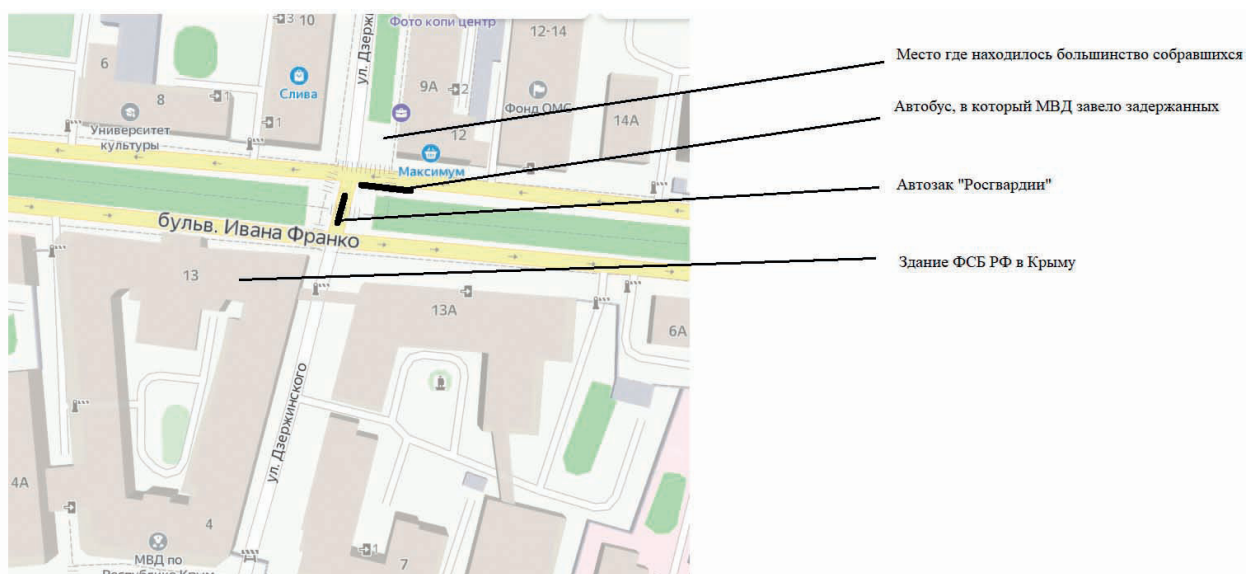 3
10
Фото копи центр
ул. Дзержи
12-14
6
Слива
9А
2
Фонд ОМС
8
1
1
12
14А
Университет
культуры
Максимум
бульв. Ивана Франко
13
13А
6А
ул. Дзержинского
4А
4
МВД по
1
7
Место где находилось большинство собравшихся
Автобус, в который МВД завело задержанных
Автозак "Росгвардии"
Здание ФСБ РФ в Крыму